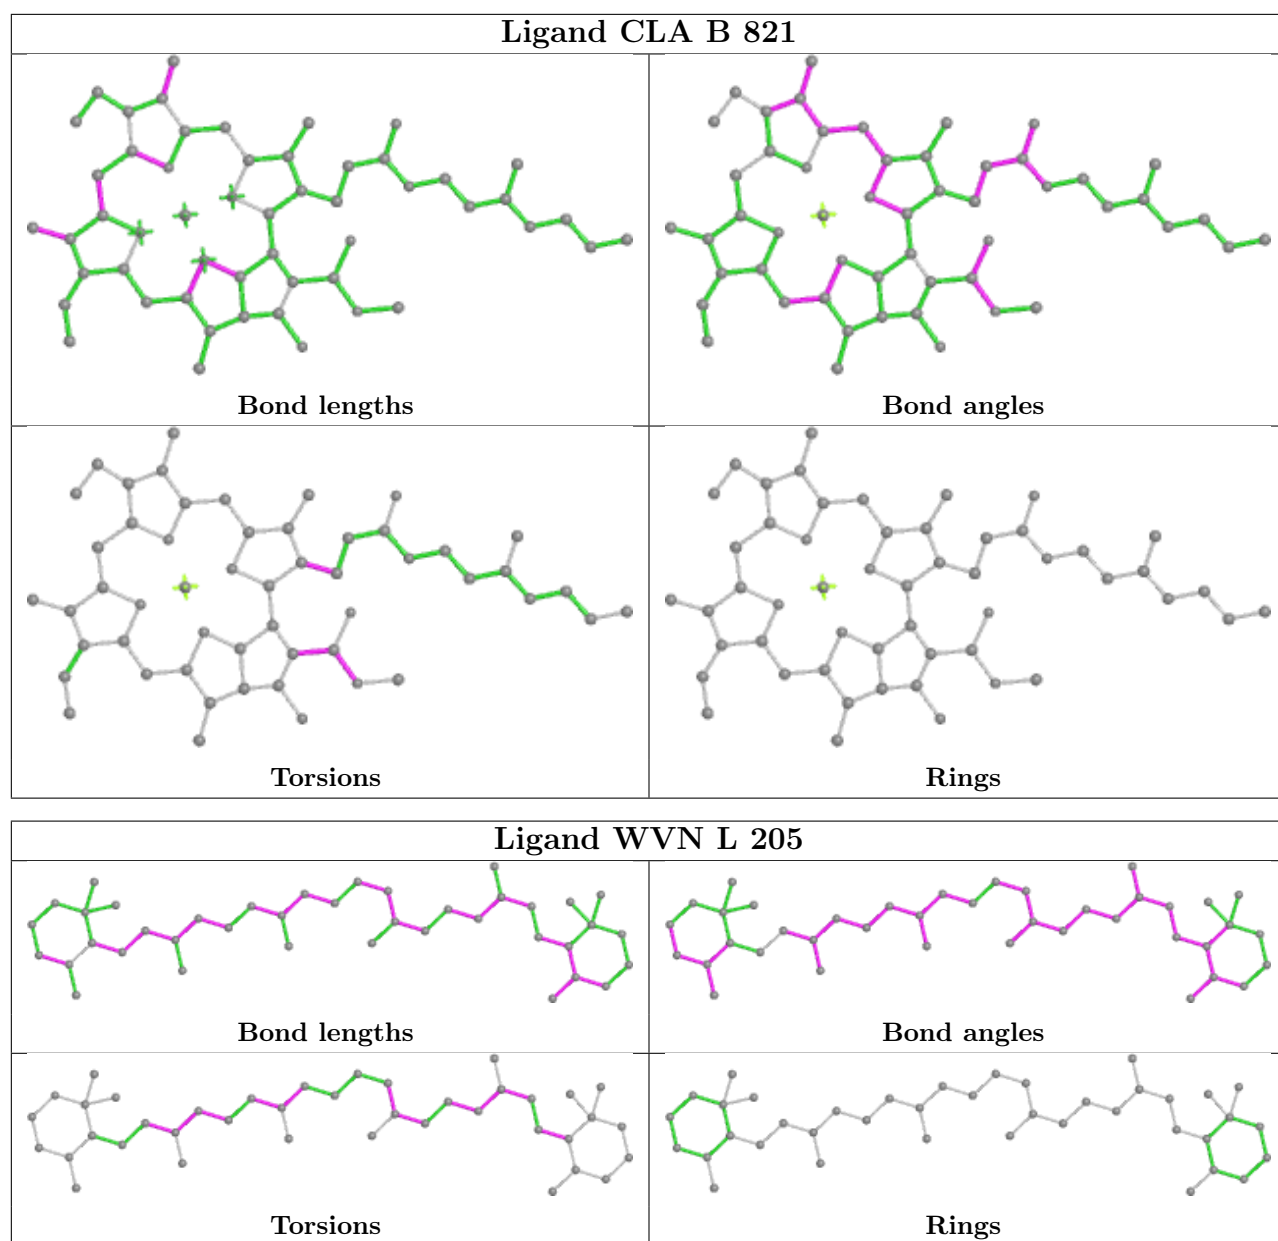 Ligand CLA B 821
Bond lengths
Bond angles
Torsions
Rings
Ligand WVN L 205
Bond lengths
Bond angles
Torsions
Rings